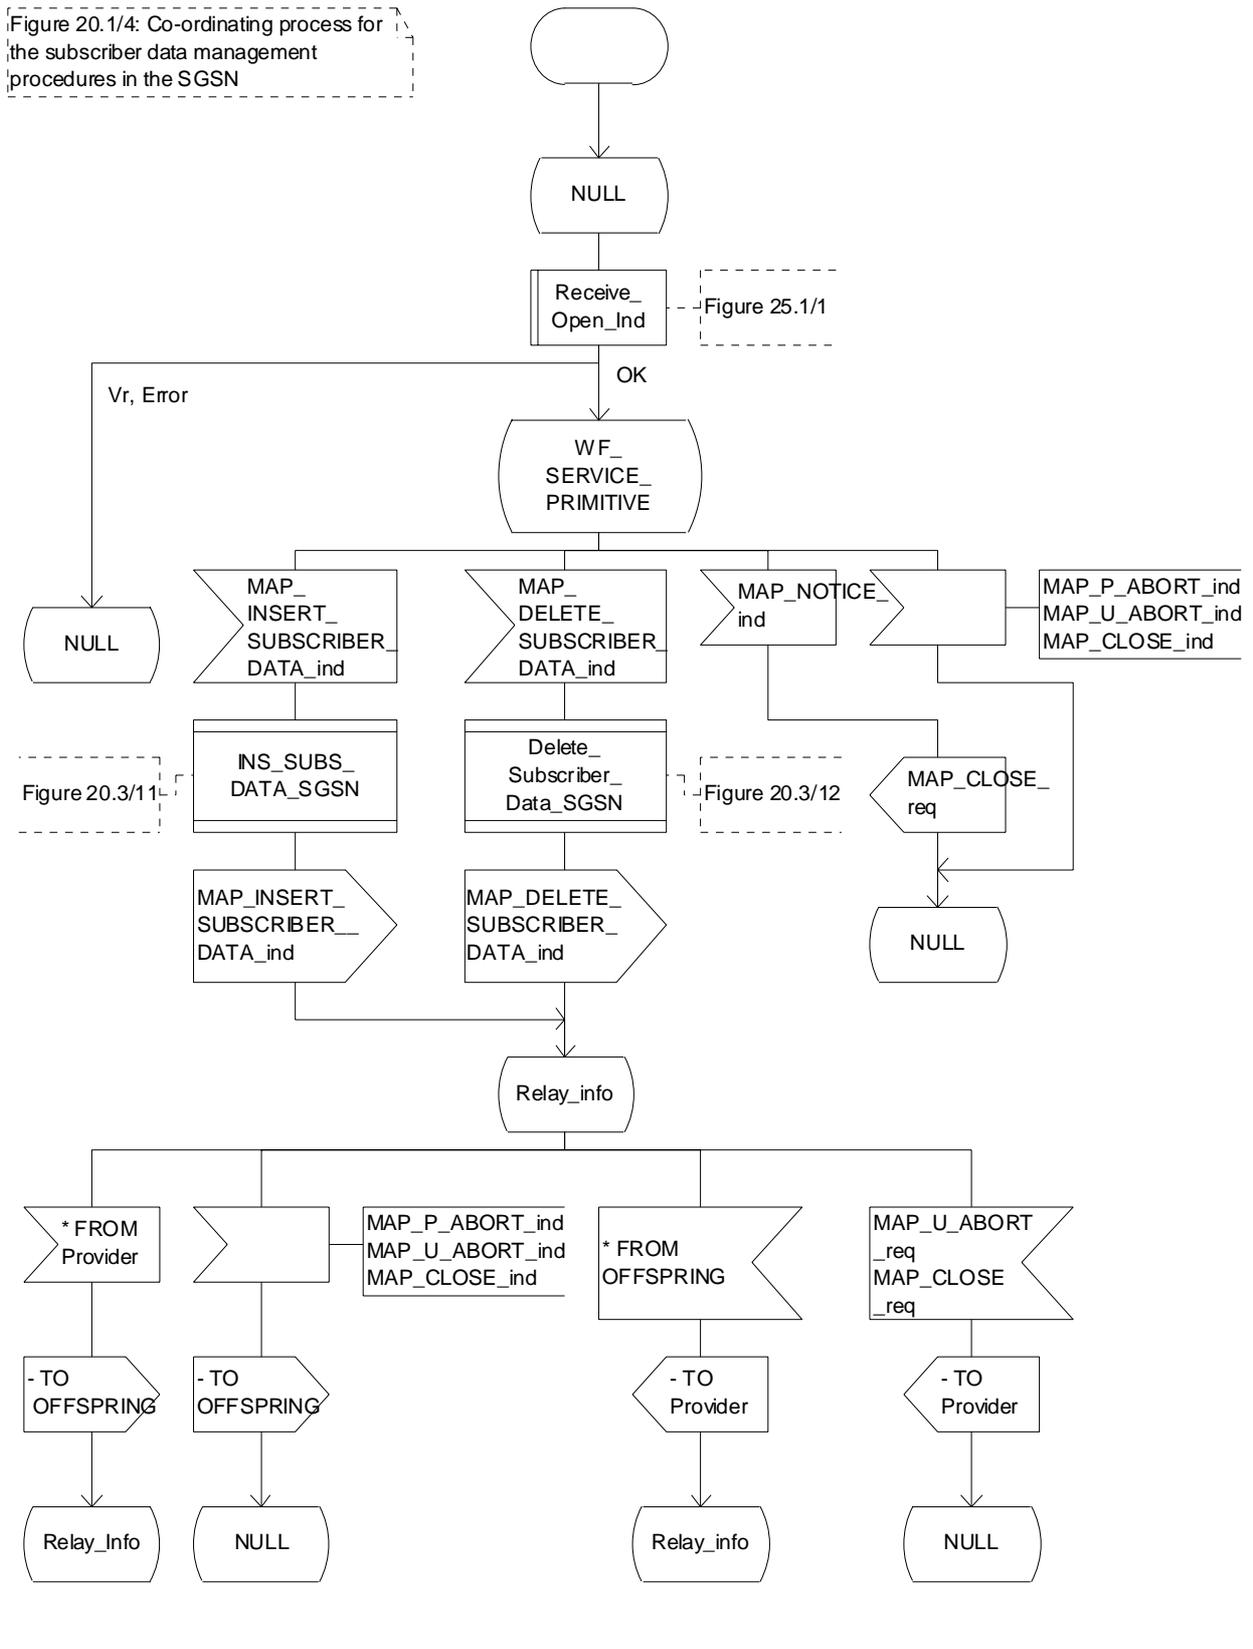 Figure 20.1/4: Co-ordinating process for
the subscriber data management
procedures in the SGSN
NULL
Receive_
Open_Ind
Figure 25.1/1
OK
Vr, Error
WF_
SERVICE_
PRIMITIVE
NULL
MAP_
INSERT_
SUBSCRIBER_
DATA_ind
MAP_
DELETE_
SUBSCRIBER_
DATA_ind
MAP_NOTICE_
ind
MAP_P_ABORT_ind
MAP_U_ABORT_ind
MAP_CLOSE_ind
Figure 20.3/11
INS_SUBS_
DATA_SGSN
Delete_
Subscriber_
Data_SGSN
Figure 20.3/12
MAP_CLOSE_
req
MAP_INSERT_
SUBSCRIBER__
DATA_ind
MAP_DELETE_
SUBSCRIBER_
DATA_ind
NULL
Relay_info
* FROM
Provider
MAP_P_ABORT_ind
MAP_U_ABORT_ind
MAP_CLOSE_ind
* FROM
OFFSPRING
MAP_U_ABORT
_req
MAP_CLOSE
_req
- TO
OFFSPRING
- TO
OFFSPRING
- TO
Provider
- TO
Provider
Relay_Info
NULL
Relay_info
NULL